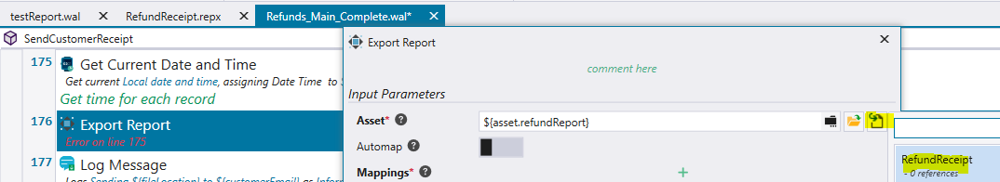 testReport.wal RefundReceipt.repx Refunds_Main_Complete.wal*
SendCustomerReceipt
Export Report
175 Get Current Date and Time
Get current Local date and time, assigning Date Time to S
Get time for each record
comment here
Input Parameters
176 Export Report
Error on line 175
Asset* ? ${asset.refundReport}
Automap ?
177 Log Message
Logs Sending ${fileLocation} to ${customerEmail} as Inform
Mappings* ? +
RefundReceipt
- 0 references